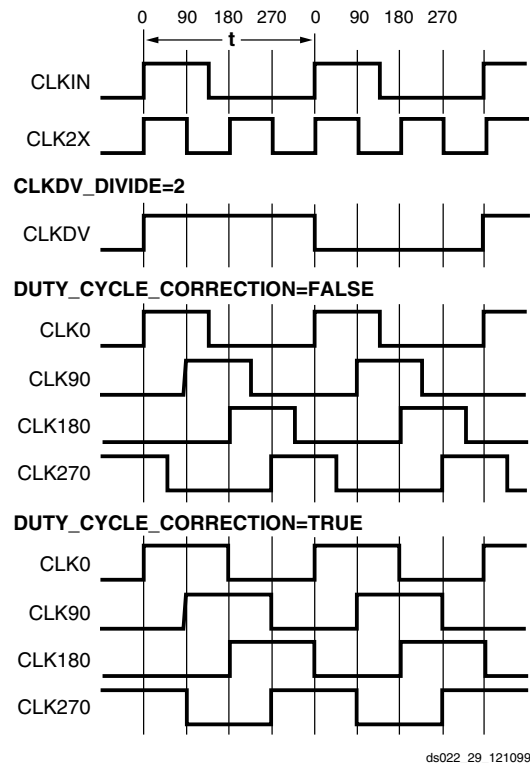 0 90 180 270 0 90 180 270
t
CLKIN
CLK2X
CLKDV_DIVIDE=2
CLKDV
DUTY_CYCLE_CORRECTION=FALSE
CLK0
CLK90
CLK180
CLK270
DUTY_CYCLE_CORRECTION=TRUE
CLK0
CLK90
CLK180
CLK270
ds022_29_121099